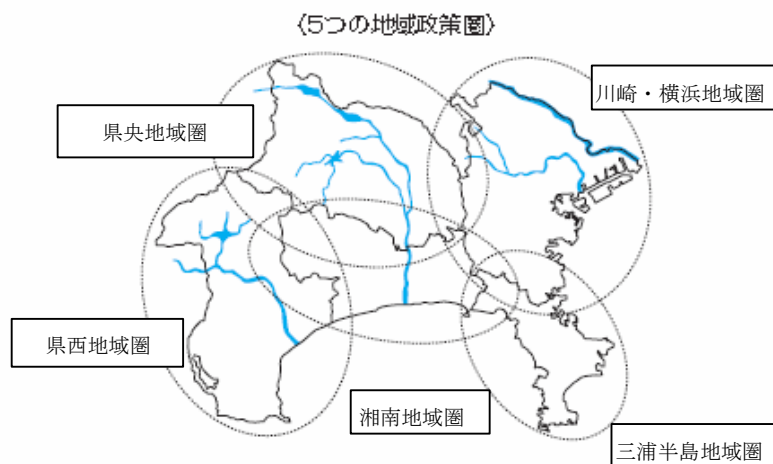 〈5つの地域政策圏〉
川崎・横浜地域圏
県央地域圏
県西地域圏
湘南地域圏
三浦半島地域圏